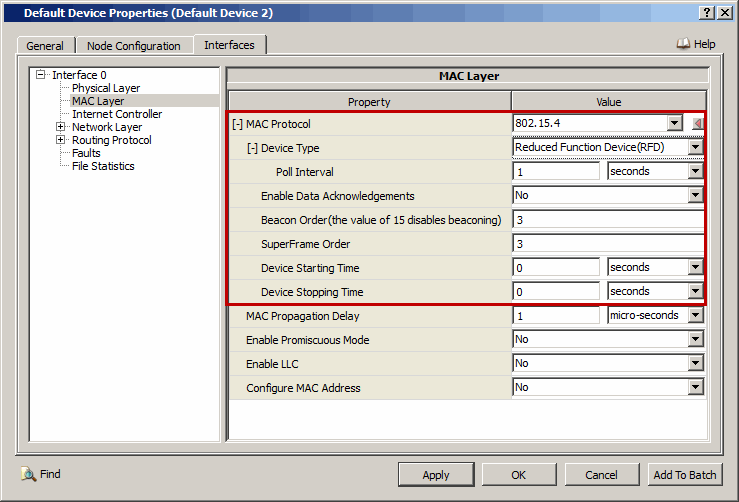 Default Device Properties (Default Device 2)
General Node Configuration Interfaces Help
Interface 0
Physical Layer
MAC Layer
Internet Controller
Network Layer
Routing Protocol
Faults
File Statistics
MAC Layer
Property Value
[-] MAC Protocol 802.15.4
[-] Device Type Reduced Function Device(RFD)
Poll Interval 1 seconds
Enable Data Acknowledgements No
Beacon Order(the value of 15 disables beaconing) 3
SuperFrame Order 3
Device Starting Time 0 seconds
Device Stopping Time 0 seconds
MAC Propagation Delay 1 micro-seconds
Enable Promiscuous Mode No
Enable LLC No
Configure MAC Address No
Find Apply OK Cancel Add To Batch